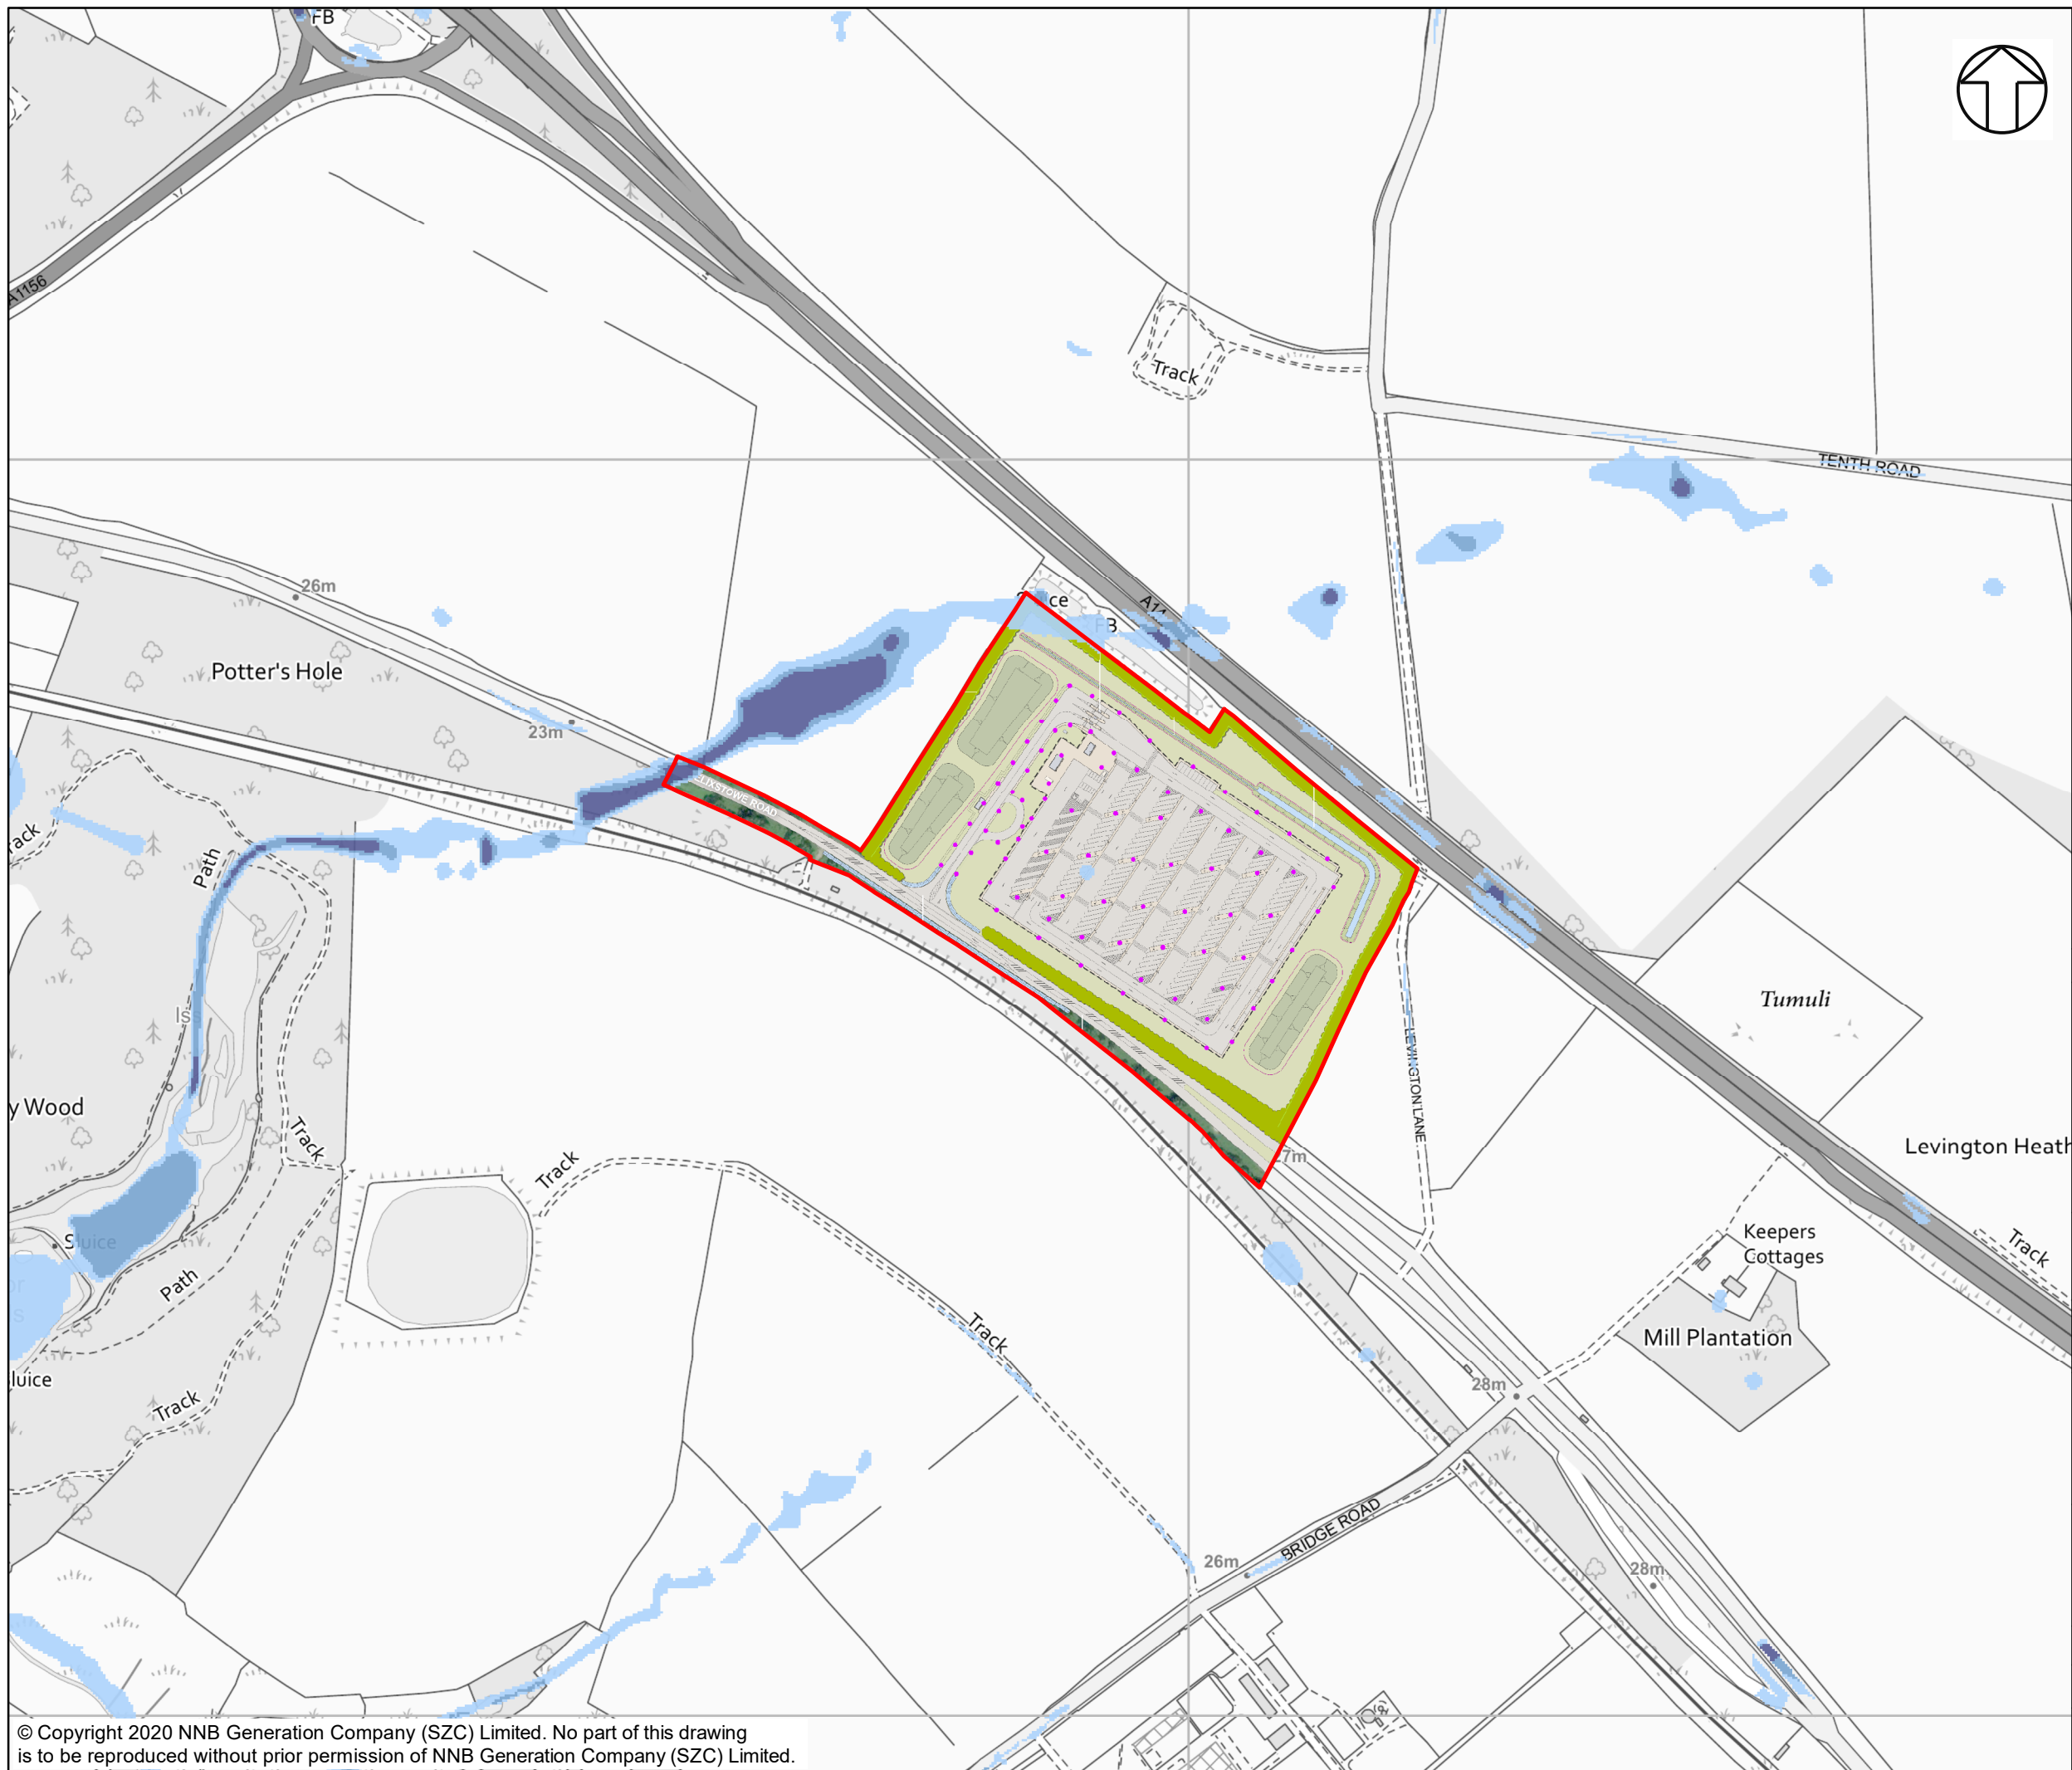 FB
A1156
Track
TENTH ROAD
26m
FB
Potter's Hole
23m
Path
Tumuli
LEVINGTON LANE
Track
Levington Heath
Track
Keepers
Cottages
Track
Sluice
Path
Track
Mill Plantation
28m
Track
BRIDGE ROAD
26m
28m
© Copyright 2020 NNB Generation Company (SZC) Limited. No part of this drawing
is to be reproduced without prior permission of NNB Generation Company (SZC) Limited.